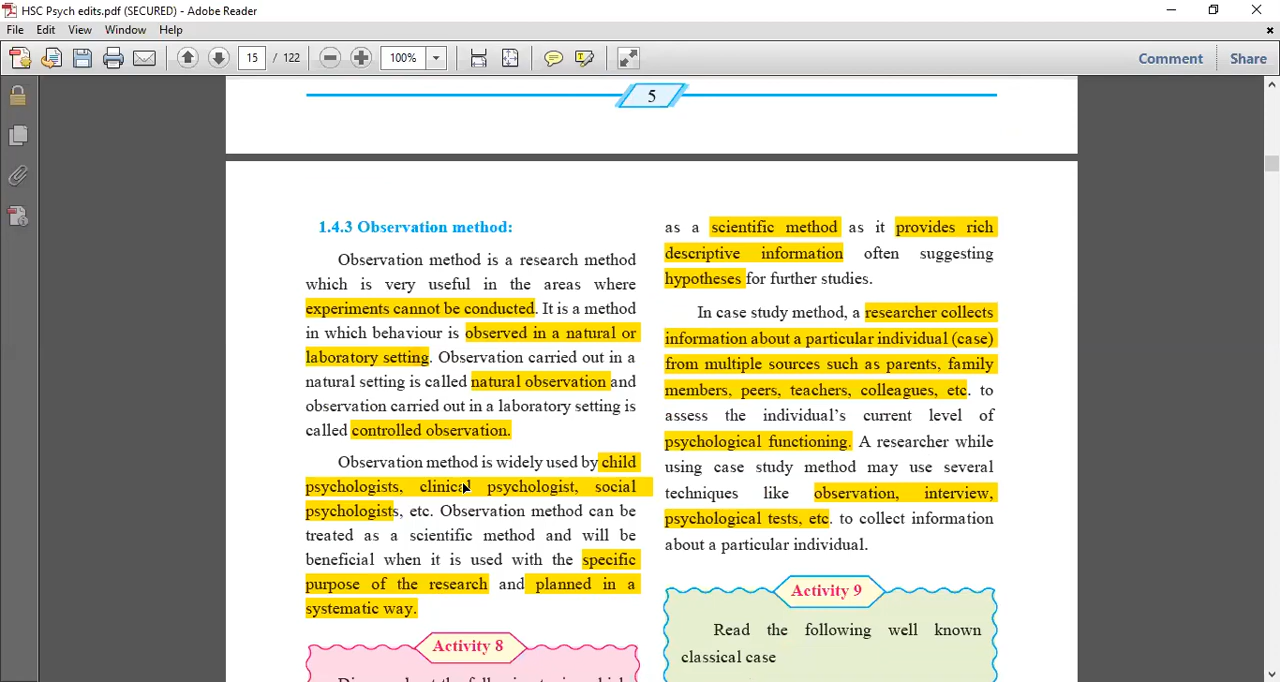 HSC Psych edits.pdf (SECURED) - Adobe Reader
File Edit View Window Help
15 / 122 100% Comment Share
5
1.4.3 Observation method:
Observation method is a research method
which is very useful in the areas where
experiments cannot be conducted. It is a method
in which behaviour is observed in a natural or
laboratory setting. Observation carried out in a
natural setting is called natural observation and
observation carried out in a laboratory setting is
called controlled observation.
Observation method is widely used by child
psychologists, clinical psychologist, social
psychologists, etc. Observation method can be
treated as a scientific method and will be
beneficial when it is used with the specific
purpose of the research and planned in a
systematic way.
Activity 8
as a scientific method as it provides rich
descriptive information often suggesting
hypotheses for further studies.
In case study method, a researcher collects
information about a particular individual (case)
from multiple sources such as parents, family
members, peers, teachers, colleagues, etc. to
assess the individual's current level of
psychological functioning. A researcher while
using case study method may use several
techniques like observation, interview,
psychological tests, etc. to collect information
about a particular individual.
Activity 9
Read the following well known
classical case